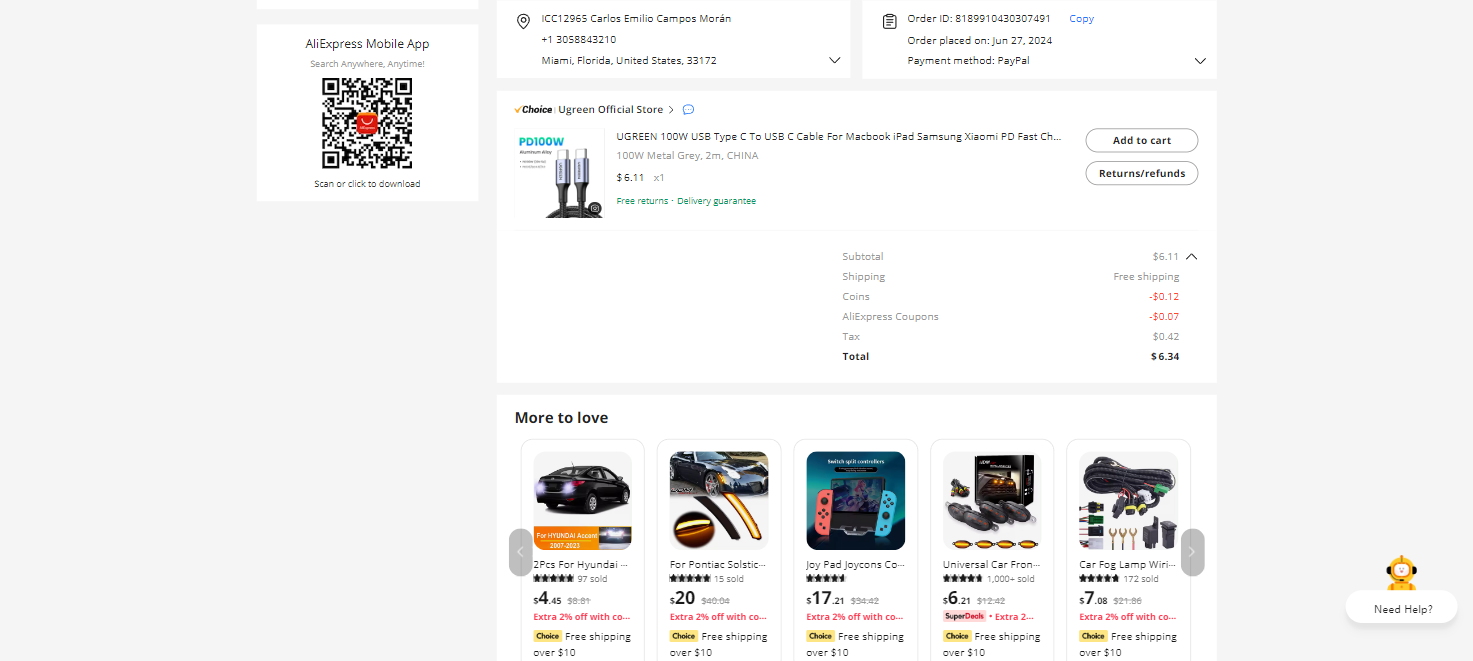 AliExpress Mobile App
Search Anywhere, Anytime!
Scan or click to download
ICC12965 Carlos Emilio Campos Morán
+1 3058843210
Miami, Florida, United States, 33172
Order ID: 8189910430307491 Copy
Order placed on: Jun 27, 2024
Payment method: PayPal
Choice Ugreen Official Store
PD100W
Aluminum Alloy
UGREEN 100W USB Type C To USB C Cable For Macbook iPad Samsung Xiaomi PD Fast Ch...
100W Metal Grey, 2m, CHINA
$6.11 x1
Free returns · Delivery guarantee
Add to cart
Returns/refunds
Subtotal $6.11
Shipping Free shipping
Coins -$0.12
AliExpress Coupons -$0.07
Tax $0.42
Total $6.34
More to love
For HYUNDAI Accent
2007-2023
2Pcs For Hyundai ...
97 sold
$4.45 $8.81
Extra 2% off with co...
Choice Free shipping
over $10
For Pontiac Solstic...
15 sold
$20 $40.04
Extra 2% off with co...
Choice Free shipping
over $10
Switch split controllers
Joy Pad Joycons Co...
$17.21 $34.42
Extra 2% off with co...
Choice Free shipping
over $10
Universal Car Fron...
1,000+ sold
$6.21 $12.42
SuperDeals • Extra 2...
Choice Free shipping
over $10
Car Fog Lamp Wiri...
172 sold
$7.08 $21.86
Extra 2% off with co...
Choice Free shipping
over $10
Need Help?